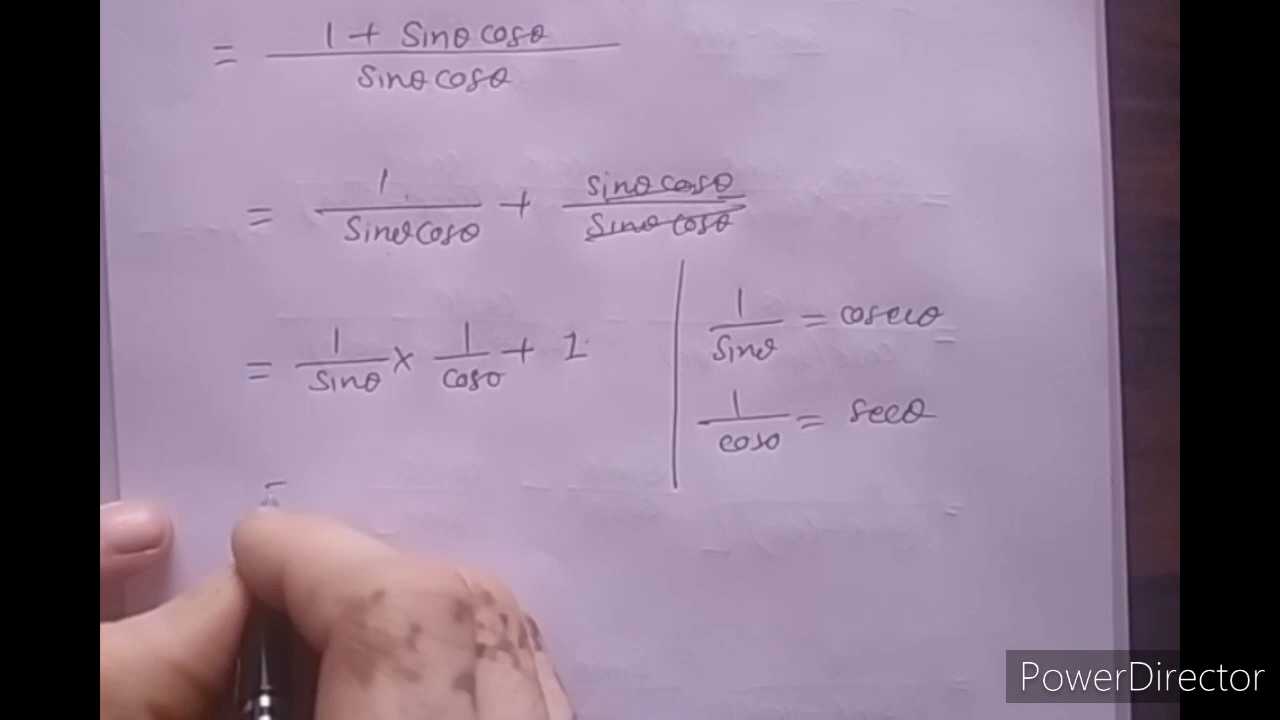 = 1 + sinθ cosθ / sinθ cosθ
= 1 / sinθ cosθ + sinθ cosθ / sinθ cosθ
= 1 / sinθ × 1 / cosθ + 1
1 / sinθ = cosecθ
1 / cosθ = secθ
PowerDirector